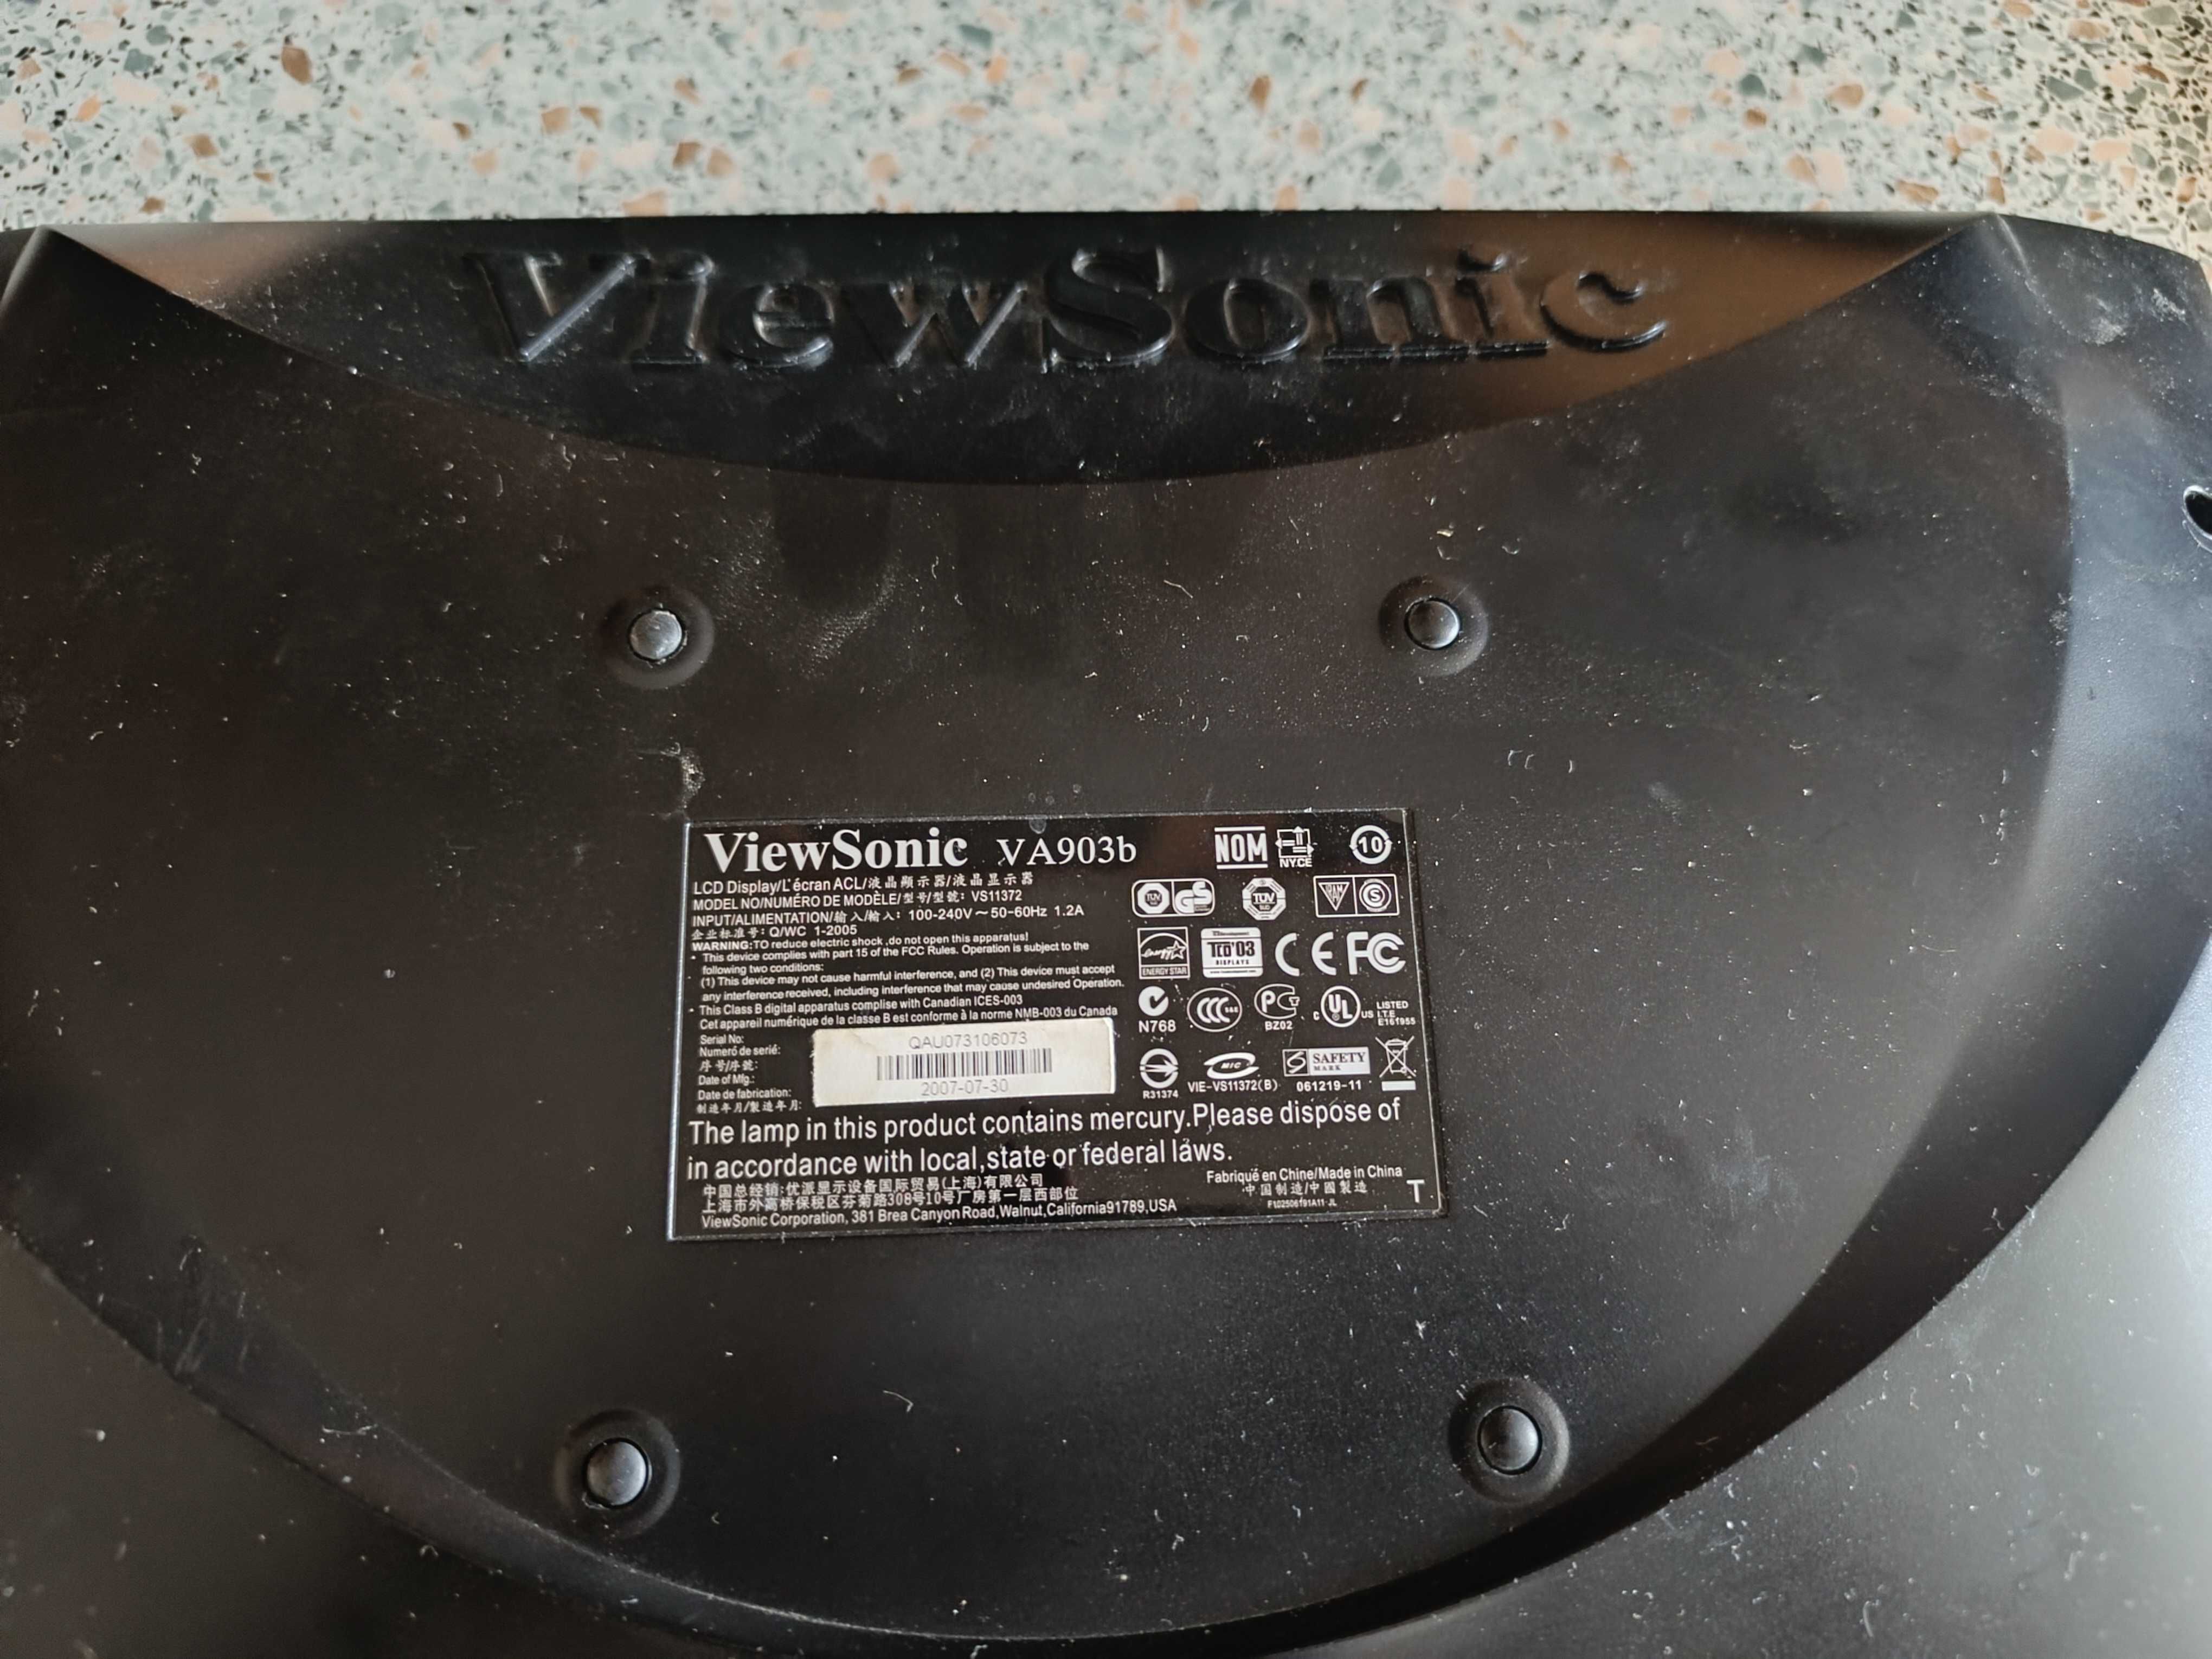 ViewSonic
ViewSonic VA903b
LCD Display/L'écran ACL/液晶顯示器/液晶显示器
MODEL NO/NUMÉRO DE MODÈLE/型号/型號: VS11372
INPUT/ALIMENTATION/输入/輸入: 100-240V ~ 50-60Hz 1.2A
企业标准号: Q/WC 1-2005
WARNING:TO reduce electric shock ,do not open this apparatus!
• This device complies with part 15 of the FCC Rules. Operation is subject to the
following two conditions:
(1) This device may not cause harmful interference, and (2) This device must accept
any interference received, including interference that may cause undesired Operation.
• This Class B digital apparatus complise with Canadian ICES-003
Cet appareil numérique de la classe B est conforme à la norme NMB-003 du Canada
Serial No:
Numeró de serié:
序号/序號:
Date of Mfg.:
Date de fabrication:
制造年月/製造年月:
QAU073106073
2007-07-30
NOM NYCE 10
TUV GS TUV SUD RAM S
energy ENERGY STAR TCO'03 DISPLAYS CE FC
N768 CCC S&E PG BZ02 c UL US LISTED
I.T.E
E161955
R31374 MIC VIE-VS11372(B) S SAFETY MARK 061219-11
The lamp in this product contains mercury.Please dispose of
in accordance with local,state or federal laws.
中国总经销:优派显示设备国际贸易(上海)有限公司
上海市外高桥保税区芬菊路308号10号厂房第一层西部位
ViewSonic Corporation, 381 Brea Canyon Road,Walnut,California91789,USA
Fabriqué en Chine/Made in China
中国制造/中國製造
T